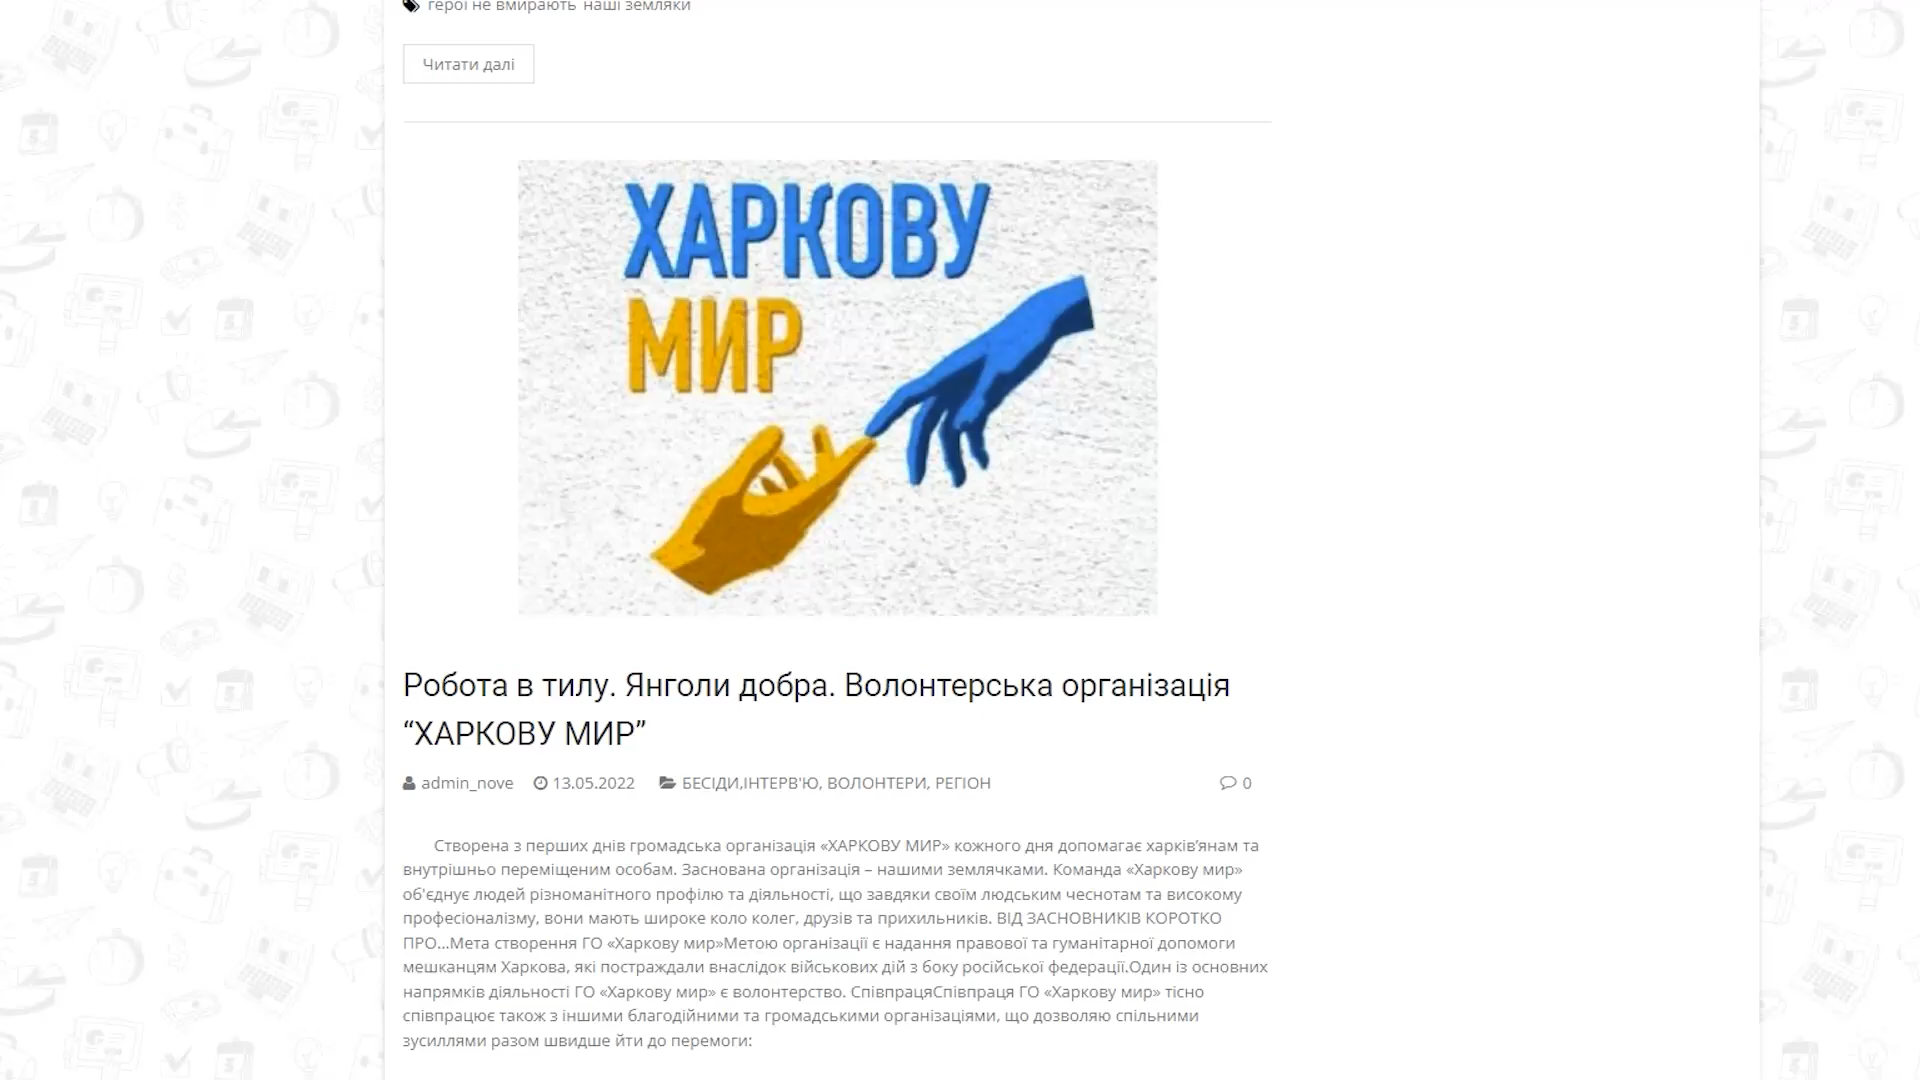 герої не вмирають наші земляки
Читати далі
ХАРКОВУ
МИР
Робота в тилу. Янголи добра. Волонтерська організація
“ХАРКОВУ МИР”
admin_nove 13.05.2022 БЕСІДИ,ІНТЕРВ'Ю, ВОЛОНТЕРИ, РЕГІОН 0
Створена з перших днів громадська організація «ХАРКОВУ МИР» кожного дня допомагає харків’янам та
внутрішньо переміщеним особам. Заснована організація – нашими землячками. Команда «Харкову мир»
об'єднує людей різноманітного профілю та діяльності, що завдяки своїм людським чеснотам та високому
професіоналізму, вони мають широке коло колег, друзів та прихильників. ВІД ЗАСНОВНИКІВ КОРОТКО
ПРО…Мета створення ГО «Харкову мир»Метою організації є надання правової та гуманітарної допомоги
мешканцям Харкова, які постраждали внаслідок військових дій з боку російської федерації.Один із основних
напрямків діяльності ГО «Харкову мир» є волонтерство. СпівпрацяСпівпраця ГО «Харкову мир» тісно
співпрацює також з іншими благодійними та громадськими організаціями, що дозволяю спільними
зусиллями разом швидше йти до перемоги: